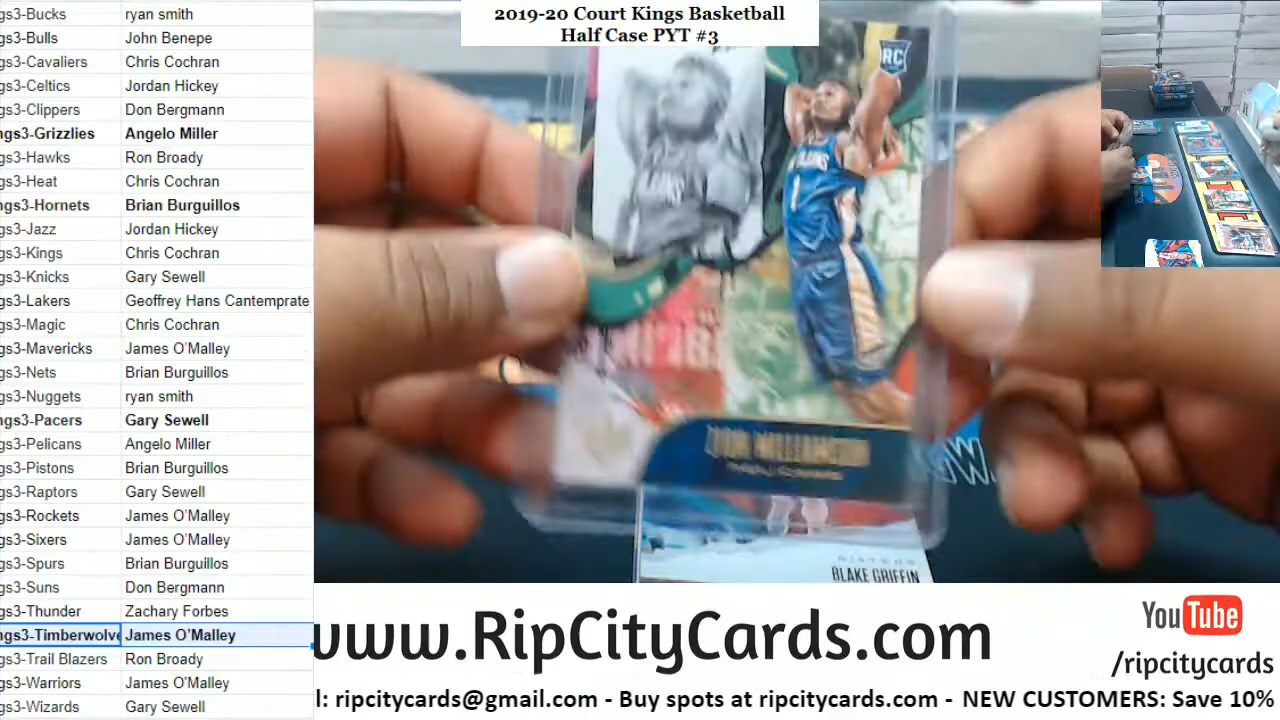 2019-20 Court Kings Basketball
Half Case PYT #3
gs3-Bucks ryan smith
gs3-Bulls John Benepe
gs3-Cavaliers Chris Cochran
gs3-Celtics Jordan Hickey
gs3-Clippers Don Bergmann
ngs3-Grizzlies Angelo Miller
gs3-Hawks Ron Broady
gs3-Heat Chris Cochran
gs3-Hornets Brian Burguillos
gs3-Jazz Jordan Hickey
gs3-Kings Chris Cochran
gs3-Knicks Gary Sewell
gs3-Lakers Geoffrey Hans Cantemprate
gs3-Magic Chris Cochran
gs3-Mavericks James O'Malley
gs3-Nets Brian Burguillos
gs3-Nuggets ryan smith
ngs3-Pacers Gary Sewell
gs3-Pelicans Angelo Miller
gs3-Pistons Brian Burguillos
gs3-Raptors Gary Sewell
gs3-Rockets James O'Malley
gs3-Sixers James O'Malley
gs3-Spurs Brian Burguillos
gs3-Suns Don Bergmann
gs3-Thunder Zachary Forbes
ngs3-Timberwolve James O'Malley
gs3-Trail Blazers Ron Broady
gs3-Warriors James O'Malley
gs3-Wizards Gary Sewell
RC
1
ZION WILLIAMSON
PISTONS
BLAKE GRIFFIN
www.RipCityCards.com
YouTube
/ripcitycards
l: ripcitycards@gmail.com - Buy spots at ripcitycards.com - NEW CUSTOMERS: Save 10%